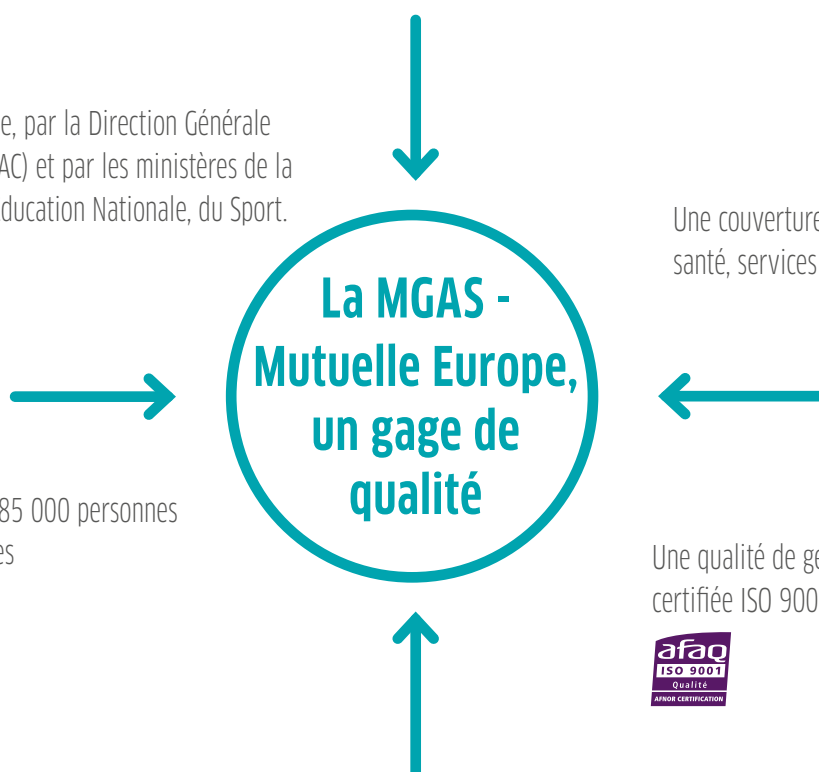 e, par la Direction Générale
AC) et par les ministères de la
ducation Nationale, du Sport.
Une couverture
santé, services
La MGAS -
Mutuelle Europe,
un gage de
qualité
85 000 personnes
es
Une qualité de ge
certifiée ISO 900
afaq
ISO 9001
Qualité
AFNOR CERTIFICATION